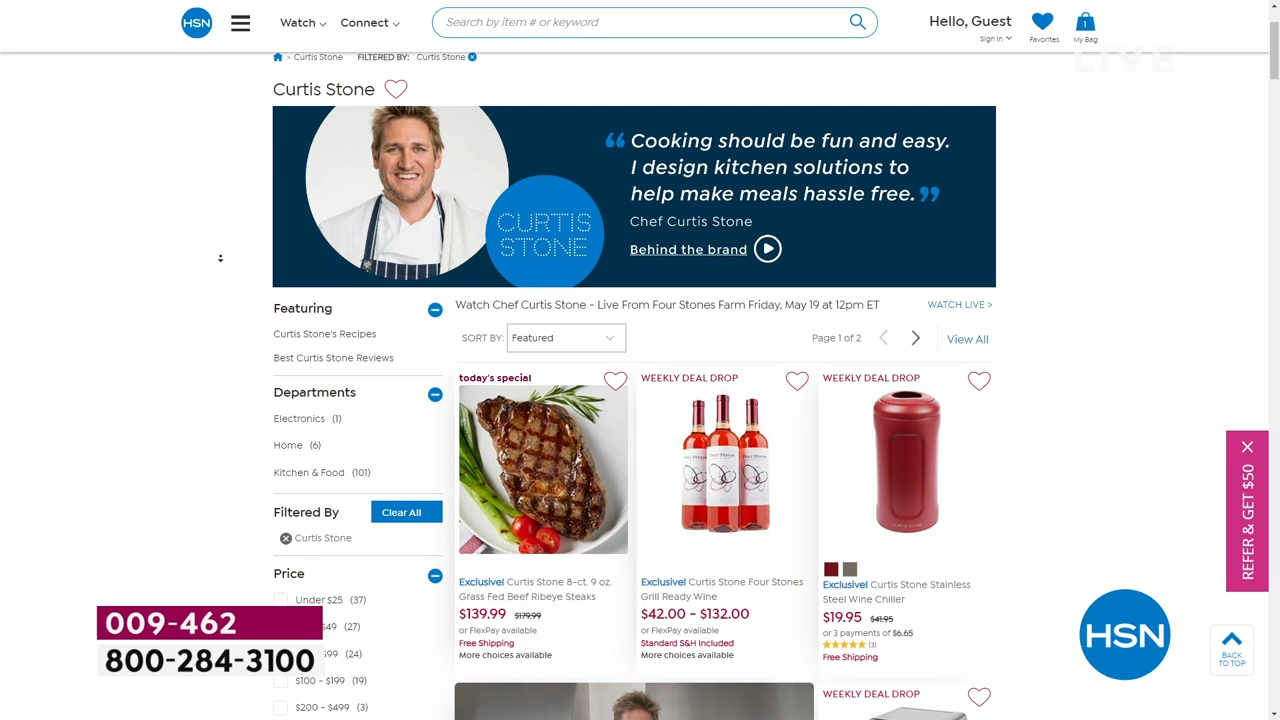 HSN
Watch
Connect
Search by item # or keyword
Hello, Guest
Sign In
Favorites
1
My Bag
LIVE
> Curtis Stone
FILTERED BY:
Curtis Stone
Curtis Stone
“ Cooking should be fun and easy.
I design kitchen solutions to
help make meals hassle free. ”
Chef Curtis Stone
Behind the brand
CURTIS
STONE
Featuring
Curtis Stone's Recipes
Best Curtis Stone Reviews
Departments
Electronics (1)
Home (6)
Kitchen & Food (101)
Filtered By
Clear All
Curtis Stone
Price
Under $25 (37)
(27)
(24)
$100 - $199 (19)
$200 - $499 (3)
Watch Chef Curtis Stone - Live From Four Stones Farm Friday, May 19 at 12pm ET
WATCH LIVE >
SORT BY:
Featured
Page 1 of 2
View All
today's special
Exclusive! Curtis Stone 8-ct. 9 oz.
Grass Fed Beef Ribeye Steaks
$139.99 $179.99
or FlexPay available
Free Shipping
More choices available
WEEKLY DEAL DROP
Exclusive! Curtis Stone Four Stones
Grill Ready Wine
$42.00 - $132.00
or FlexPay available
Standard S&H Included
More choices available
WEEKLY DEAL DROP
Exclusive! Curtis Stone Stainless
Steel Wine Chiller
$19.95 $41.95
or 3 payments of $6.65
(3)
Free Shipping
WEEKLY DEAL DROP
REFER & GET $50
009-462
800-284-3100
HSN
BACK
TO TOP